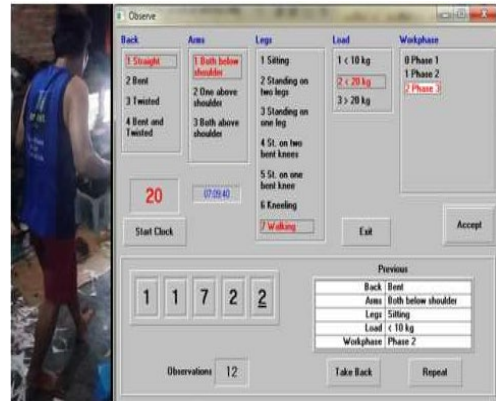 Observe
Back
1 Straight
2 Bent
3 Twisted
4 Bent and
Twisted
Arms
1 Both below
shoulder
2 One above
shoulder
3 Both above
shoulder
Legs
1 Sitting
2 Standing on
two legs
3 Standing on
one leg
4 St. on two
bent knees
5 St. on one
bent knee
6 Kneeling
7 Walking
Load
1 < 10 kg
2 < 20 kg
3 > 20 kg
Workphase
0 Phase 1
1 Phase 2
2 Phase 3
20
07:09:40
Start Clock
Exit
Accept
1 1 7 2 2
Observations 12
Previous
Back Bent
Arms Both below shoulder
Legs Sitting
Load < 10 kg
Workphase Phase 2
Take Back
Repeat